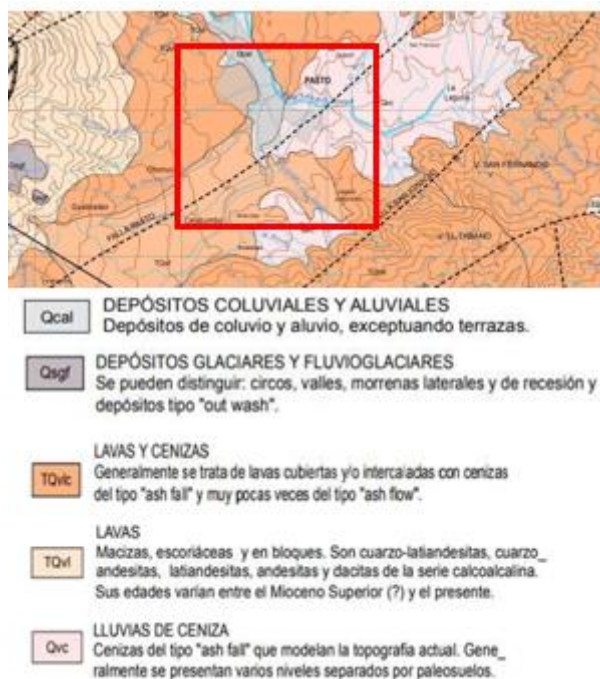 Qcal
PASTO
Qvc
La
Laguna
V. SAN FERNANDO
FALLA PASTO
Qcal
DEPÓSITOS COLUVIALES Y ALUVIALES
Depósitos de coluvio y aluvio, exceptuando terrazas.
Qsgf
DEPÓSITOS GLACIARES Y FLUVIOGLACIARES
Se pueden distinguir: circos, valles, morrenas laterales y de recesión y
depósitos tipo "out wash".
TQvlc
LAVAS Y CENIZAS
Generalmente se trata de lavas cubiertas y/o intercaladas con cenizas
del tipo "ash fall" y muy pocas veces del tipo "ash flow".
TQvl
LAVAS
Macizas, escoriáceas y en bloques. Son cuarzo-latiandesitas, cuarzo_
andesitas, latiandesitas, andesitas y dacitas de la serie calcoalcalina.
Sus edades varían entre el Mioceno Superior (?) y el presente.
Qvc
LLUVIAS DE CENIZA
Cenizas del tipo "ash fall" que modelan la topografía actual. Gene_
ralmente se presentan varios niveles separados por paleosuelos.